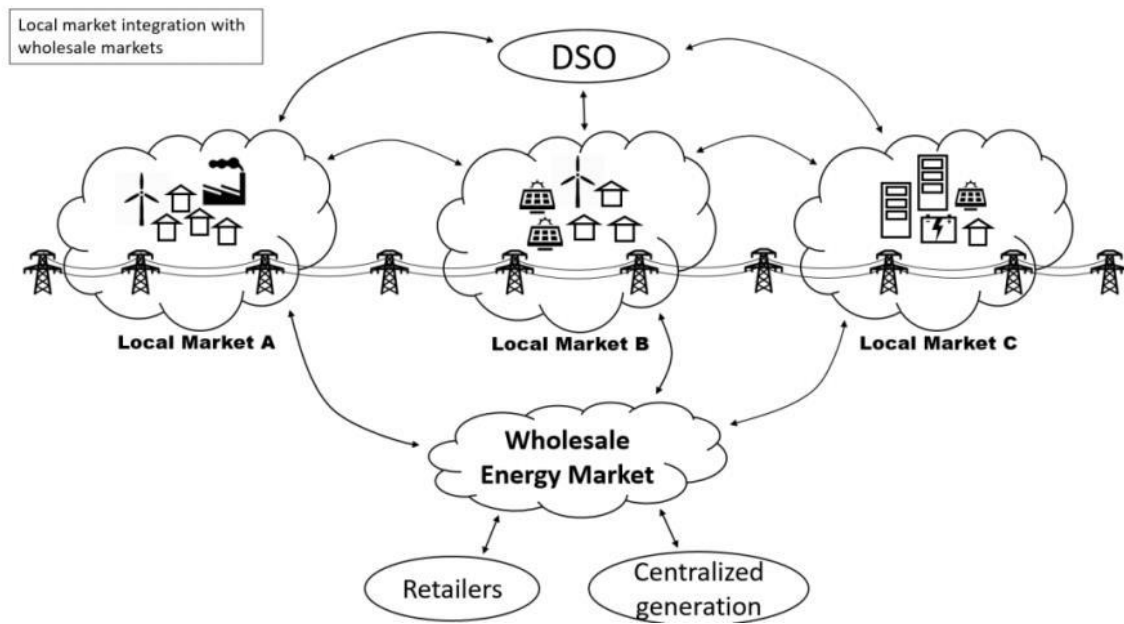 Local market integration with
wholesale markets
DSO
Local Market A
Local Market B
Local Market C
Wholesale
Energy Market
Retailers
Centralized
generation